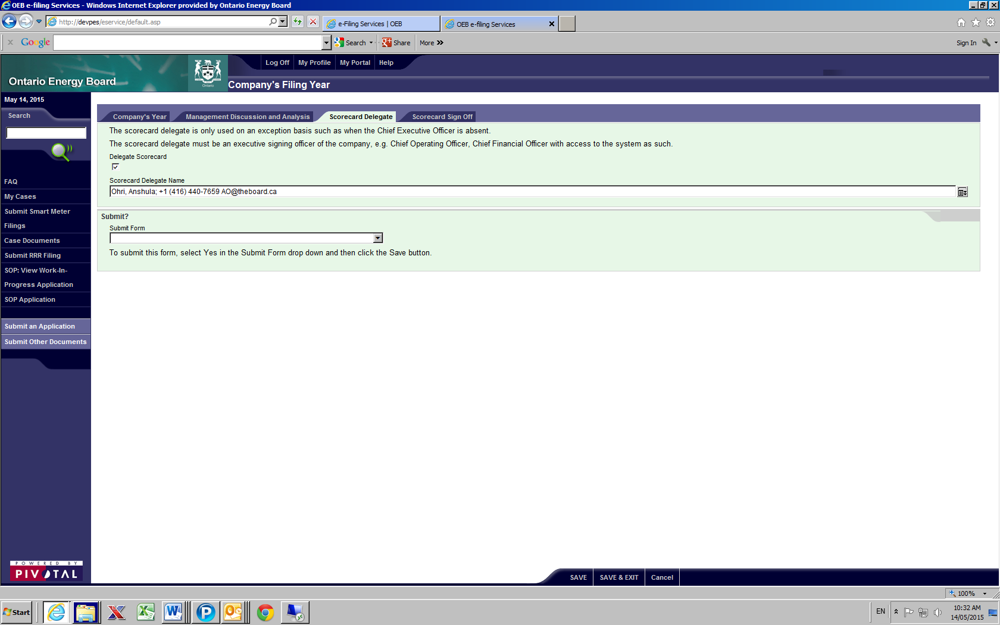 OEB e-filing Services - Windows Internet Explorer provided by Ontario Energy Board
http://devpes/eservice/default.asp
e-Filing Services | OEB
OEB e-filing Services
Google
Search
Share
More »
Sign In
Log Off
My Profile
My Portal
Help
Ontario Energy Board
Ontario
Company's Filing Year
May 14, 2015
Search
FAQ
My Cases
Submit Smart Meter
Filings
Case Documents
Submit RRR Filing
SOP: View Work-In-
Progress Application
SOP Application
Submit an Application
Submit Other Documents
POWERED BY
PIVOTAL
Company's Year
Management Discussion and Analysis
Scorecard Delegate
Scorecard Sign Off
The scorecard delegate is only used on an exception basis such as when the Chief Executive Officer is absent.
The scorecard delegate must be an executive signing officer of the company, e.g. Chief Operating Officer, Chief Financial Officer with access to the system as such.
Delegate Scorecard
Scorecard Delegate Name
Ohri, Anshula; +1 (416) 440-7659 AO@theboard.ca
Submit?
Submit Form
To submit this form, select Yes in the Submit Form drop down and then click the Save button.
SAVE
SAVE & EXIT
Cancel
100%
Start
EN
10:32 AM
14/05/2015